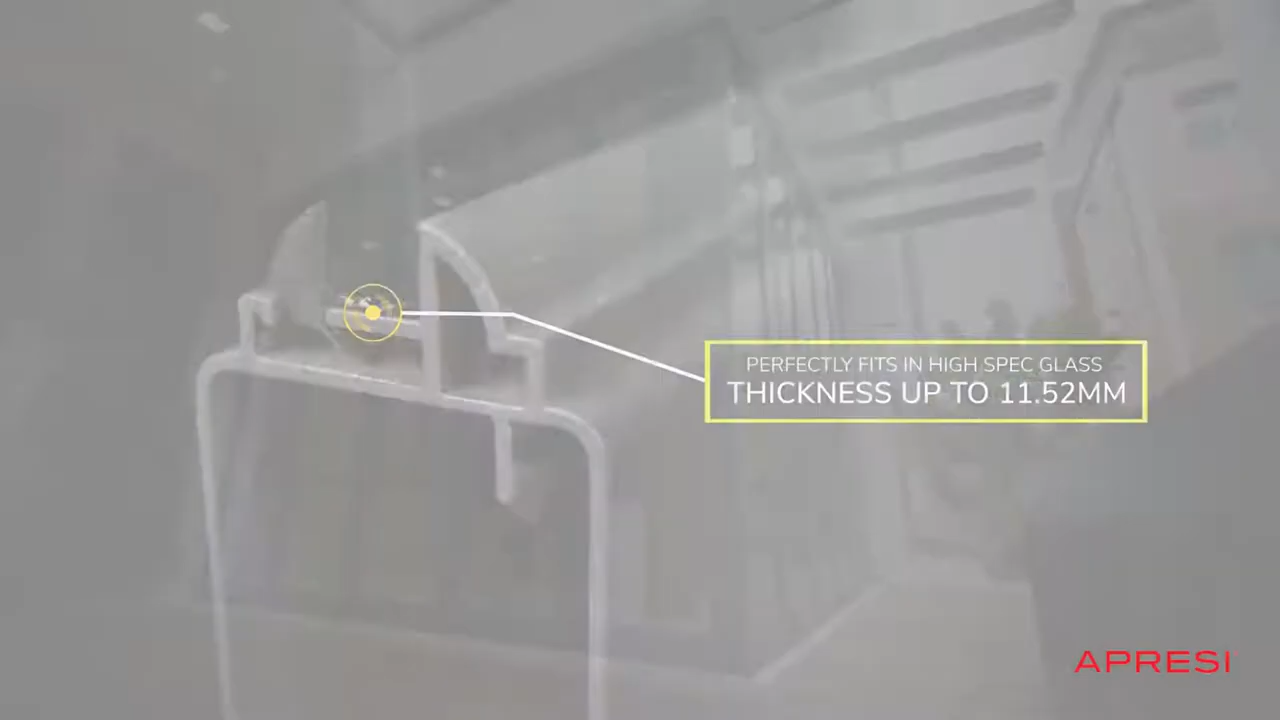 PERFECTLY FITS IN HIGH SPEC GLASS
THICKNESS UP TO 11.52MM
APRESI